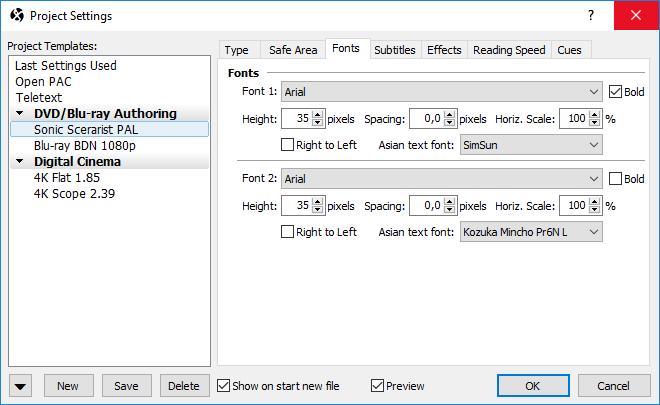 Project Settings
?
Project Templates:
Last Settings Used
Open PAC
Teletext
DVD/Blu-ray Authoring
Sonic Scerarist PAL
Blu-ray BDN 1080p
Digital Cinema
4K Flat 1.85
4K Scope 2.39
Type Safe Area Fonts Subtitles Effects Reading Speed Cues
Fonts
Font 1: Arial Bold
Height: 35 pixels Spacing: 0,0 pixels Horiz. Scale: 100 %
Right to Left Asian text font: SimSun
Font 2: Arial Bold
Height: 35 pixels Spacing: 0,0 pixels Horiz. Scale: 100 %
Right to Left Asian text font: Kozuka Mincho Pr6N L
New Save Delete Show on start new file Preview OK Cancel